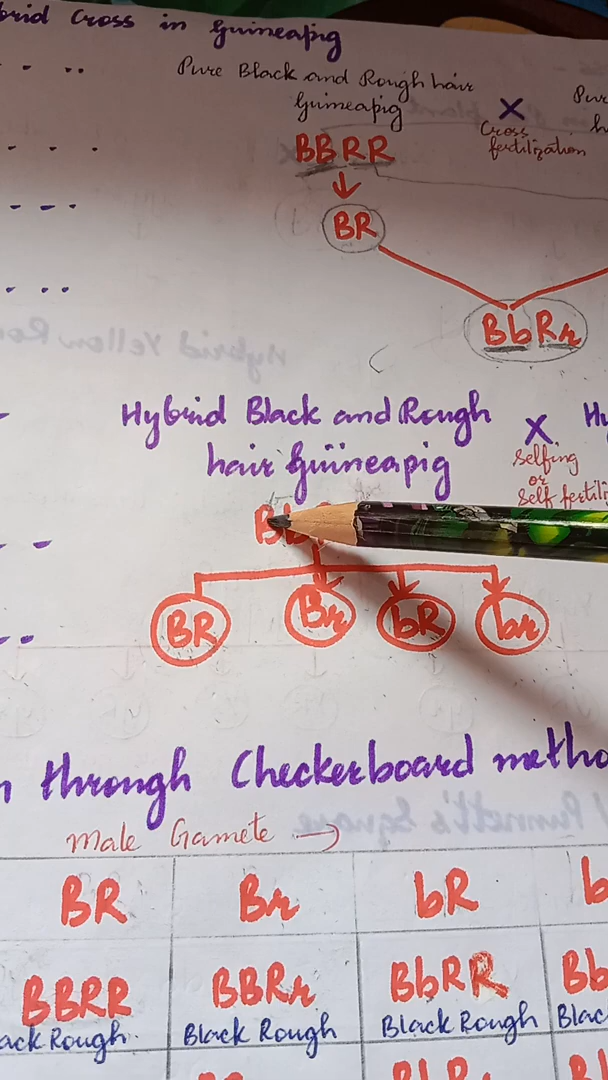 Cross in Guineapig
Pure Black and Rough hair
Guineapig
X
Cross
fertilization
BBRR
BR
BbRr
Hybrid Black and Rough
hair Guineapig
X
Selfing
or
Self
BR Br bR br
through Checkerboard
Male Gamete →
BR Br bR
BBRR BBRr BbRR
Rough Black Rough Black Rough